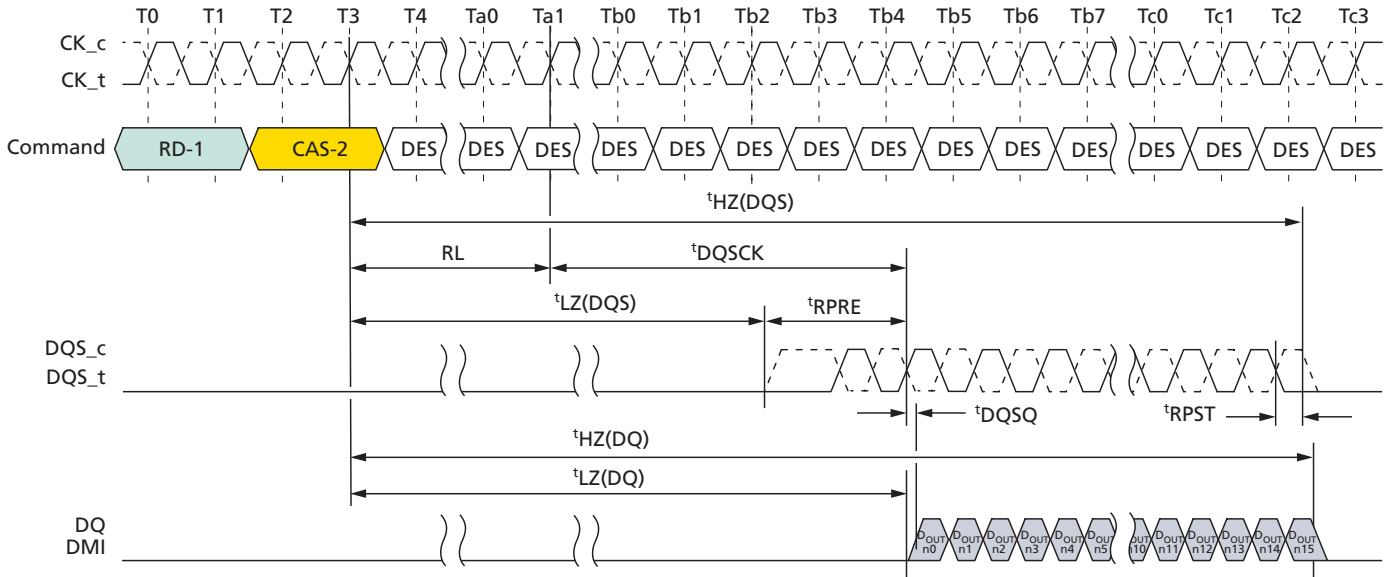 T0 T1 T2 T3 T4 Ta0 Ta1 Tb0 Tb1 Tb2 Tb3 Tb4 Tb5 Tb6 Tb7 Tc0 Tc1 Tc2 Tc3
CK_c
CK_t
Command RD-1 CAS-2 DES DES DES DES DES DES DES DES DES DES DES DES DES DES DES
tHZ(DQS)
RL tDQSCK
tLZ(DQS) tRPRE
DQS_c
DQS_t
tDQSQ tRPST
tHZ(DQ)
tLZ(DQ)
DQ
DMI
DOUT DOUT DOUT DOUT DOUT DOUT DOUT DOUT DOUT DOUT DOUT DOUT
n0 n1 n2 n3 n4 n5 n10 n11 n12 n13 n14 n15